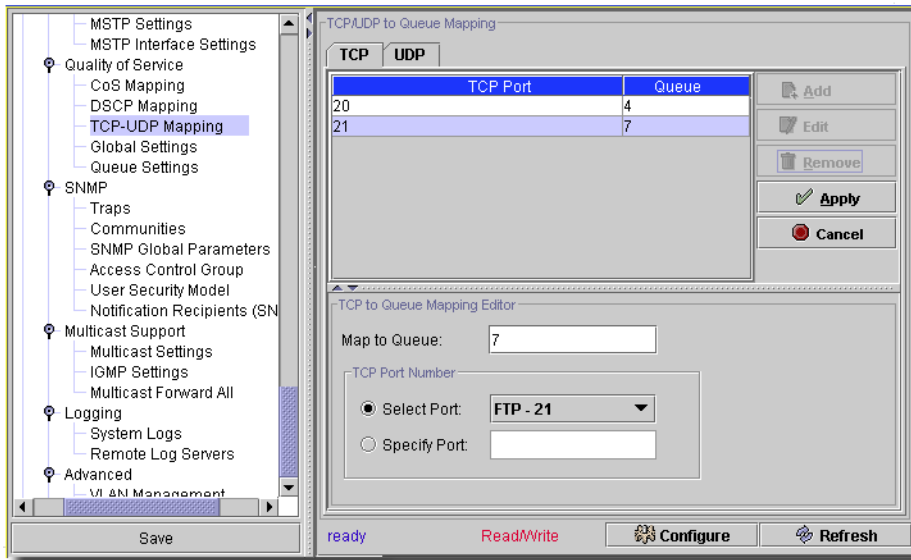 MSTP Settings
MSTP Interface Settings
Quality of Service
CoS Mapping
DSCP Mapping
TCP-UDP Mapping
Global Settings
Queue Settings
SNMP
Traps
Communities
SNMP Global Parameters
Access Control Group
User Security Model
Notification Recipients (SN
Multicast Support
Multicast Settings
IGMP Settings
Multicast Forward All
Logging
System Logs
Remote Log Servers
Advanced
VLAN Management
Save
TCP/UDP to Queue Mapping
TCP UDP
TCP Port Queue
20 4
21 7
Add
Edit
Remove
Apply
Cancel
TCP to Queue Mapping Editor
Map to Queue: 7
TCP Port Number
Select Port: FTP - 21
Specify Port:
ready Read/Write Configure Refresh